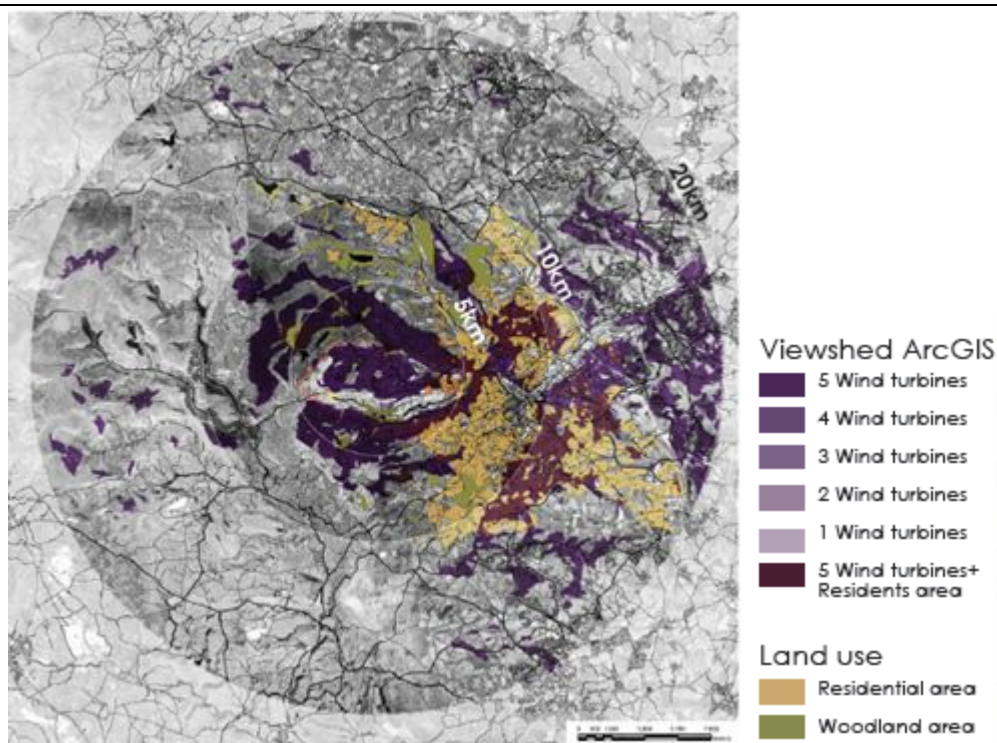 20km
10km
5km
Viewshed ArcGIS
5 Wind turbines
4 Wind turbines
3 Wind turbines
2 Wind turbines
1 Wind turbines
5 Wind turbines+
Residents area
Land use
Residential area
Woodland area